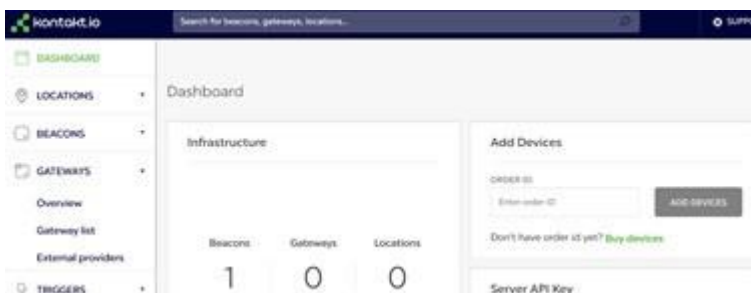 kontakt.io
Search for beacons, gateways, locations...
SUPP
DASHBOARD
LOCATIONS
BEACONS
GATEWAYS
Overview
Gateway list
External providers
TRIGGERS
Dashboard
Infrastructure
Beacons Gateways Locations
1 0 0
Add Devices
ORDER ID
Enter order ID
ADD DEVICES
Don't have order id yet? Buy devices
Server API Key